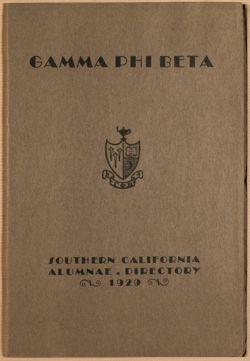 GAMMA PHI BETA
SOUTHERN CALIFORNIA
ALUMNAE . DIRECTORY
1929